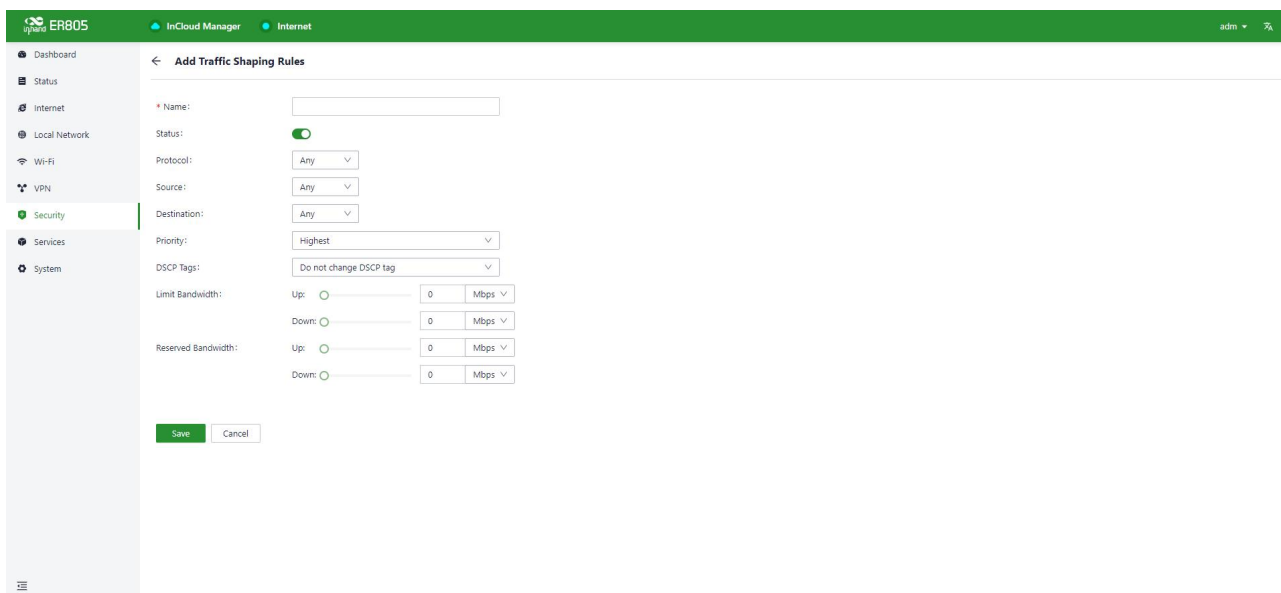 inhand ER805 InCloud Manager Internet adm
Dashboard
Status
Internet
Local Network
Wi-Fi
VPN
Security
Services
System
Add Traffic Shaping Rules
* Name:
Status:
Protocol: Any
Source: Any
Destination: Any
Priority: Highest
DSCP Tags: Do not change DSCP tag
Limit Bandwidth: Up: 0 Mbps
Down: 0 Mbps
Reserved Bandwidth: Up: 0 Mbps
Down: 0 Mbps
Save Cancel